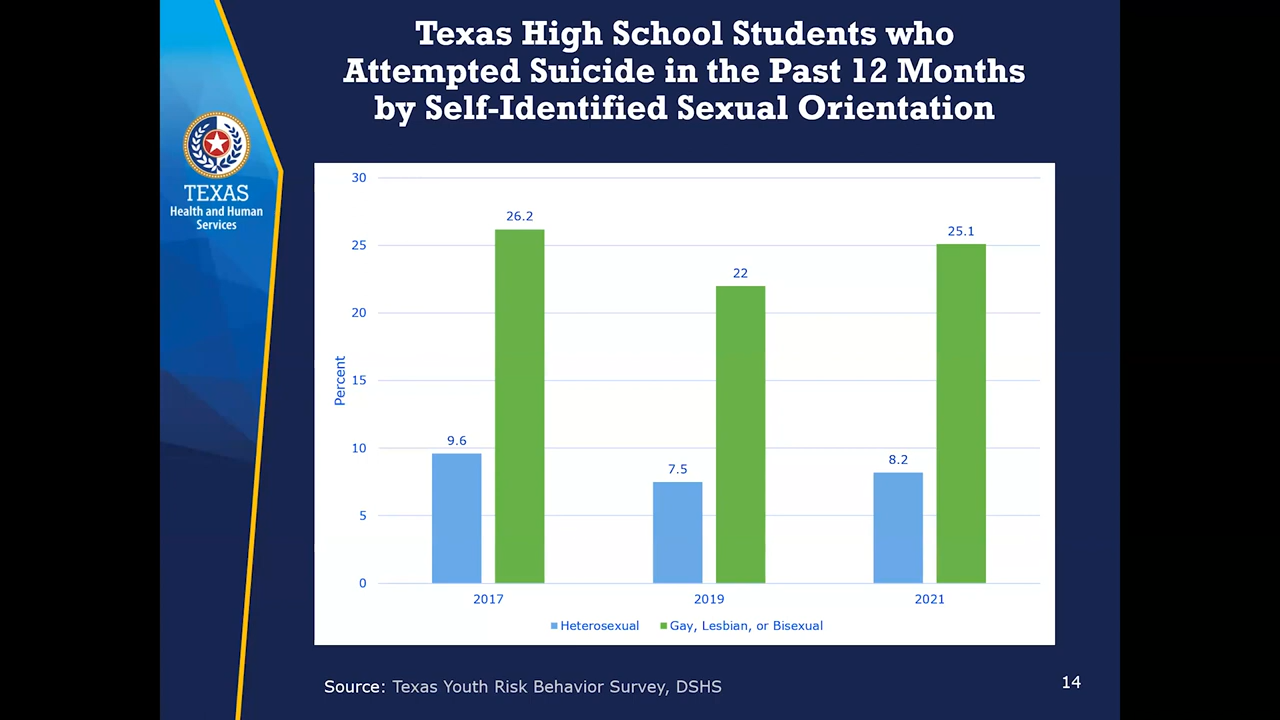 Texas High School Students who
Attempted Suicide in the Past 12 Months
by Self-Identified Sexual Orientation
TEXAS
Health and Human
Services
30
25
20
15
10
5
0
Percent
9.6
26.2
7.5
22
8.2
25.1
2017
2019
2021
Heterosexual
Gay, Lesbian, or Bisexual
Source: Texas Youth Risk Behavior Survey, DSHS
14